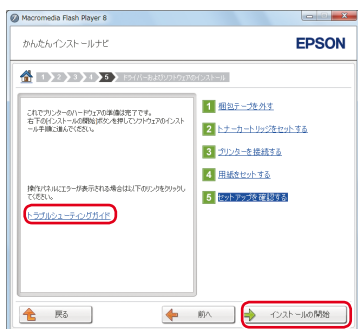 Macromedia Flash Player 8
かんたんインストールナビ
EPSON
1 2 3 4 5 ドライバーおよびソフトウェアのインストール
これでプリンターのハードウェアの準備は完了です。
右下の[インストールの開始]ボタンを押してソフトウェアのインスト
ール手順に進んでください。
操作パネルにエラーが表示される場合は以下のリンクをクリックし
てください。
トラブルシューティングガイド
1 梱包テープを外す
2 トナーカートリッジをセットする
3 プリンターを接続する
4 用紙をセットする
5 セットアップを確認する
戻る
前へ
インストールの開始